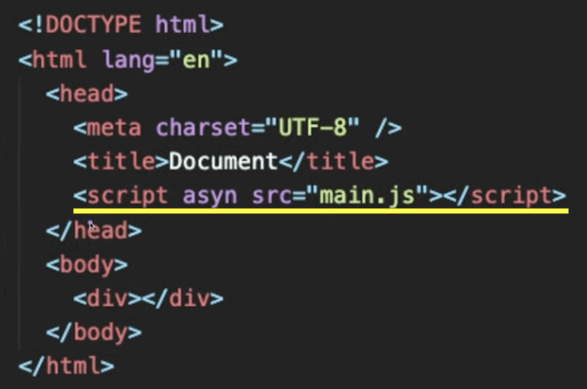 <!DOCTYPE html>
<html lang="en">
<head>
<meta charset="UTF-8" />
<title>Document</title>
<script asyn src="main.js"></script>
</head>
<body>
<div></div>
</body>
</html>